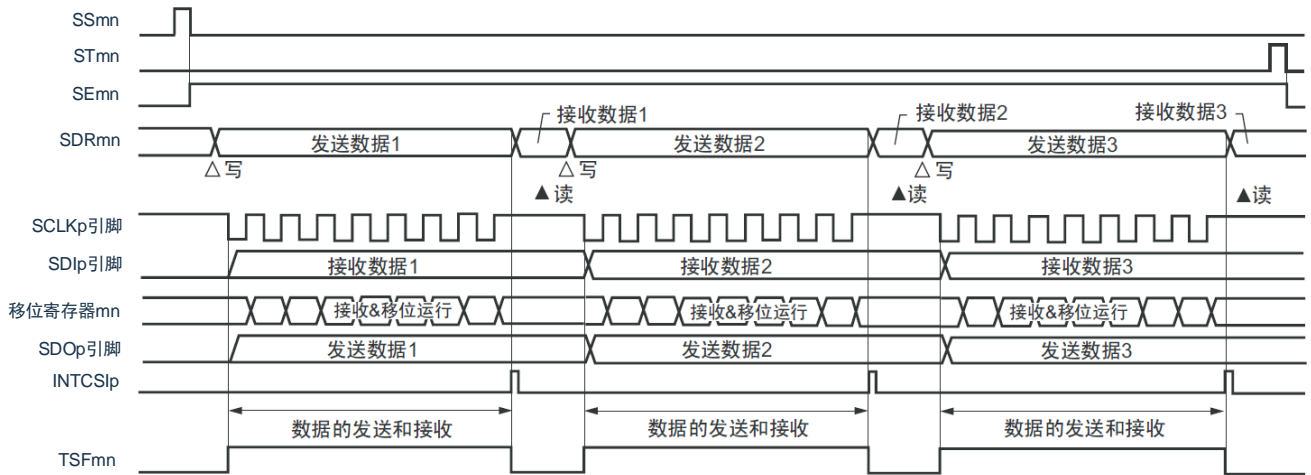 SSmn
STmn
SEmn
接收数据1 接收数据2 接收数据3
SDRmn 发送数据1 发送数据2 发送数据3
△写 △写 △写
▲读 ▲读 ▲读
SCLKp引脚
SDIp引脚 接收数据1 接收数据2 接收数据3
移位寄存器mn 接收&移位运行 接收&移位运行 接收&移位运行
SDOp引脚 发送数据1 发送数据2 发送数据3
INTCSIp
数据的发送和接收 数据的发送和接收 数据的发送和接收
TSFmn